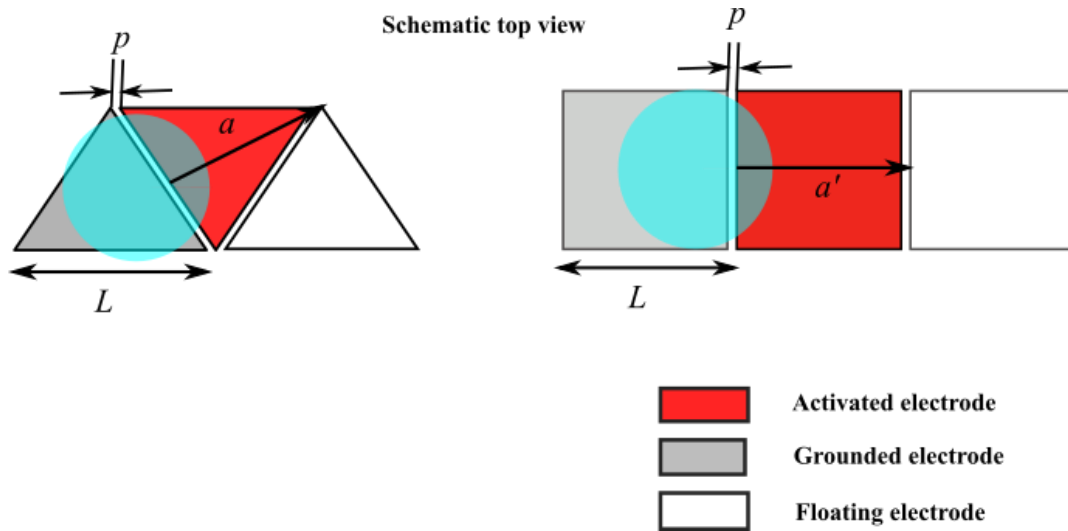 Schematic top view
p
a
L
p
a'
L
Activated electrode
Grounded electrode
Floating electrode